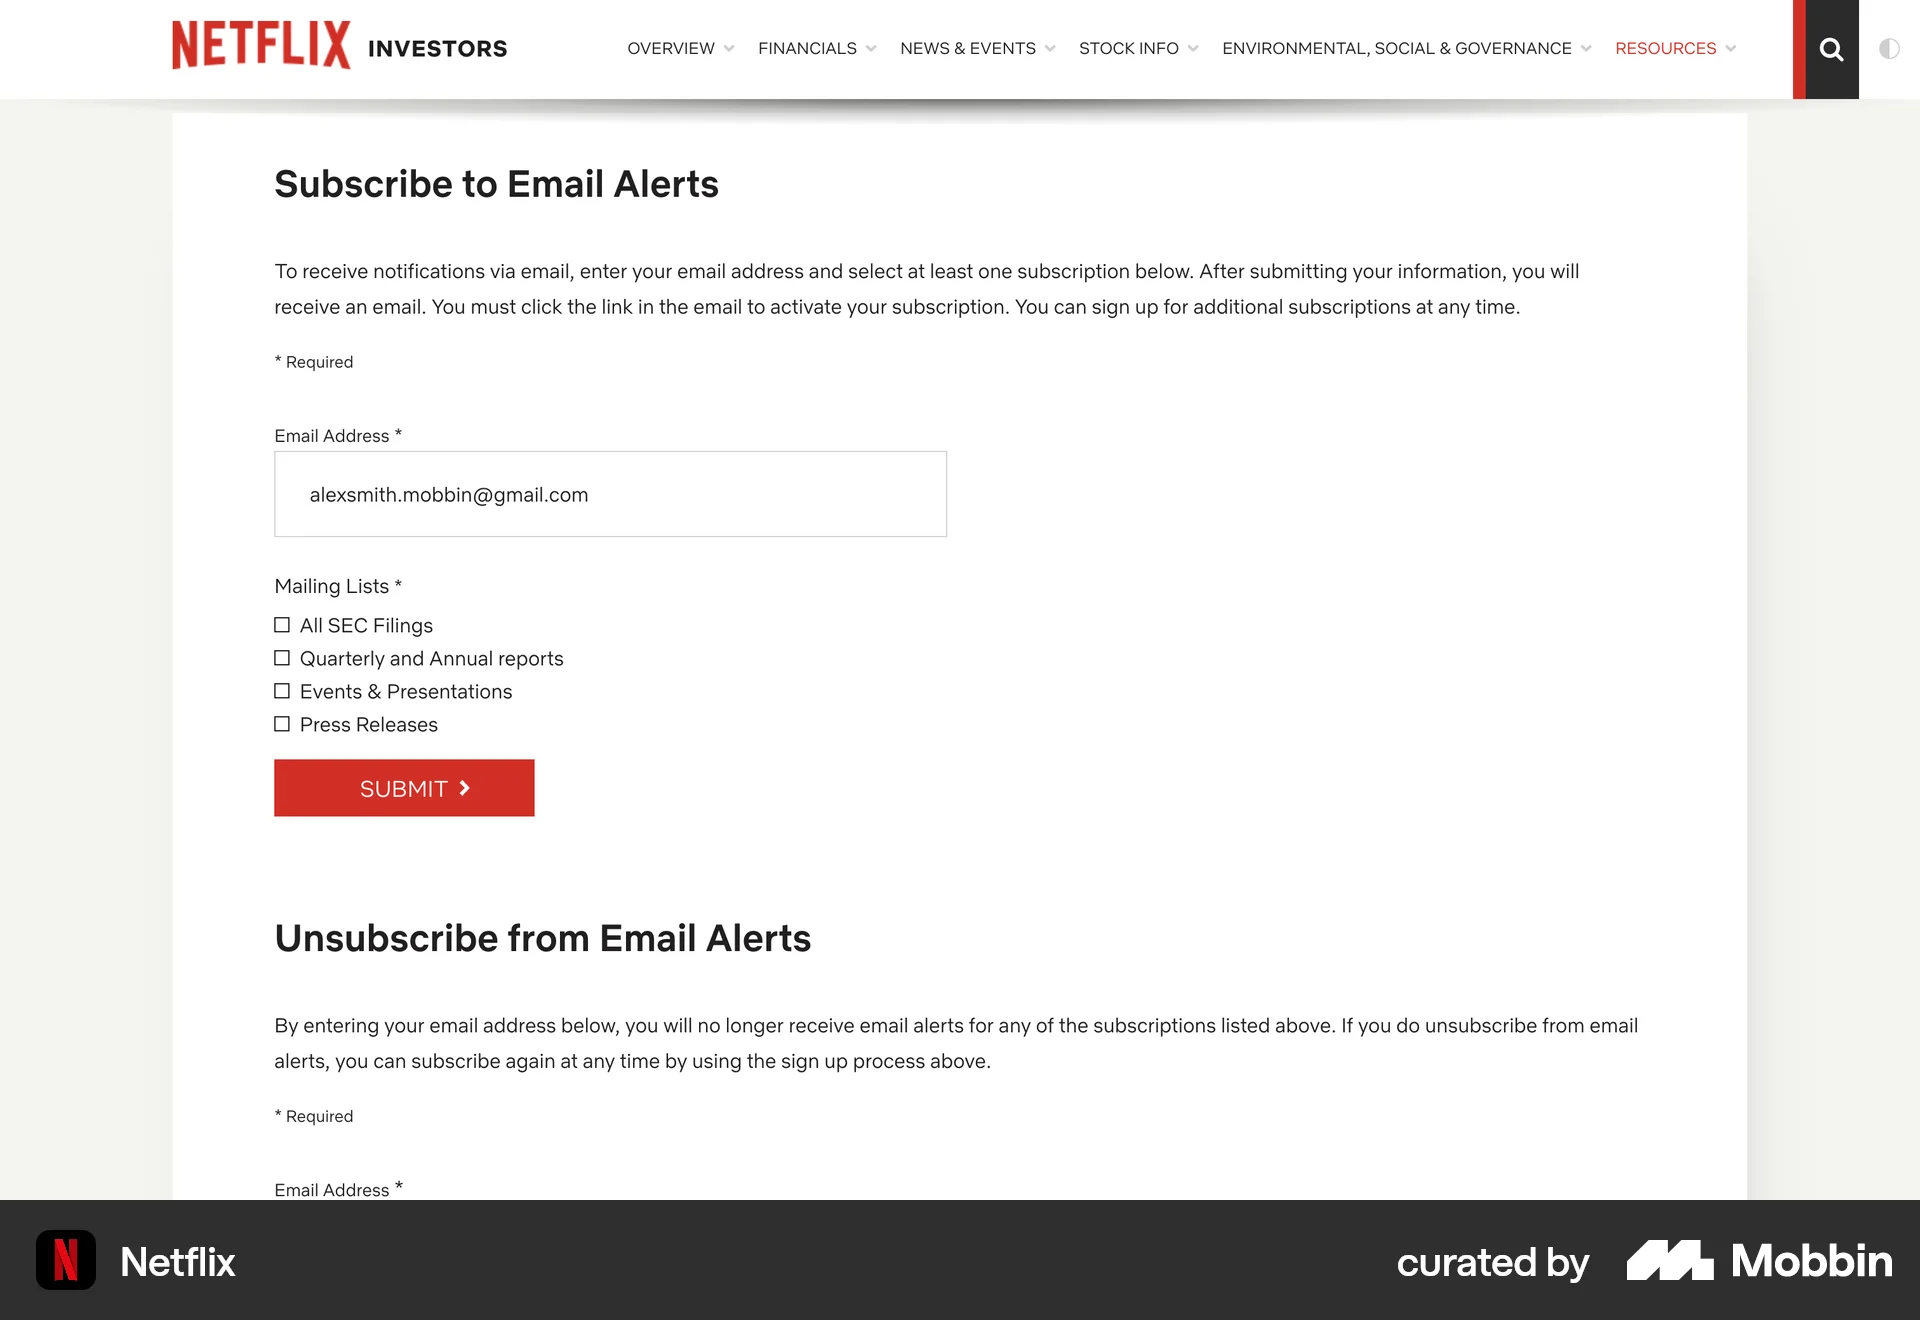 NETFLIX INVESTORS
OVERVIEW FINANCIALS NEWS & EVENTS STOCK INFO ENVIRONMENTAL, SOCIAL & GOVERNANCE RESOURCES
Subscribe to Email Alerts
To receive notifications via email, enter your email address and select at least one subscription below. After submitting your information, you will
receive an email. You must click the link in the email to activate your subscription. You can sign up for additional subscriptions at any time.
* Required
Email Address *
alexsmith.mobbin@gmail.com
Mailing Lists *
All SEC Filings
Quarterly and Annual reports
Events & Presentations
Press Releases
SUBMIT
Unsubscribe from Email Alerts
By entering your email address below, you will no longer receive email alerts for any of the subscriptions listed above. If you do unsubscribe from email
alerts, you can subscribe again at any time by using the sign up process above.
* Required
Email Address *
N Netflix
curated by Mobbin